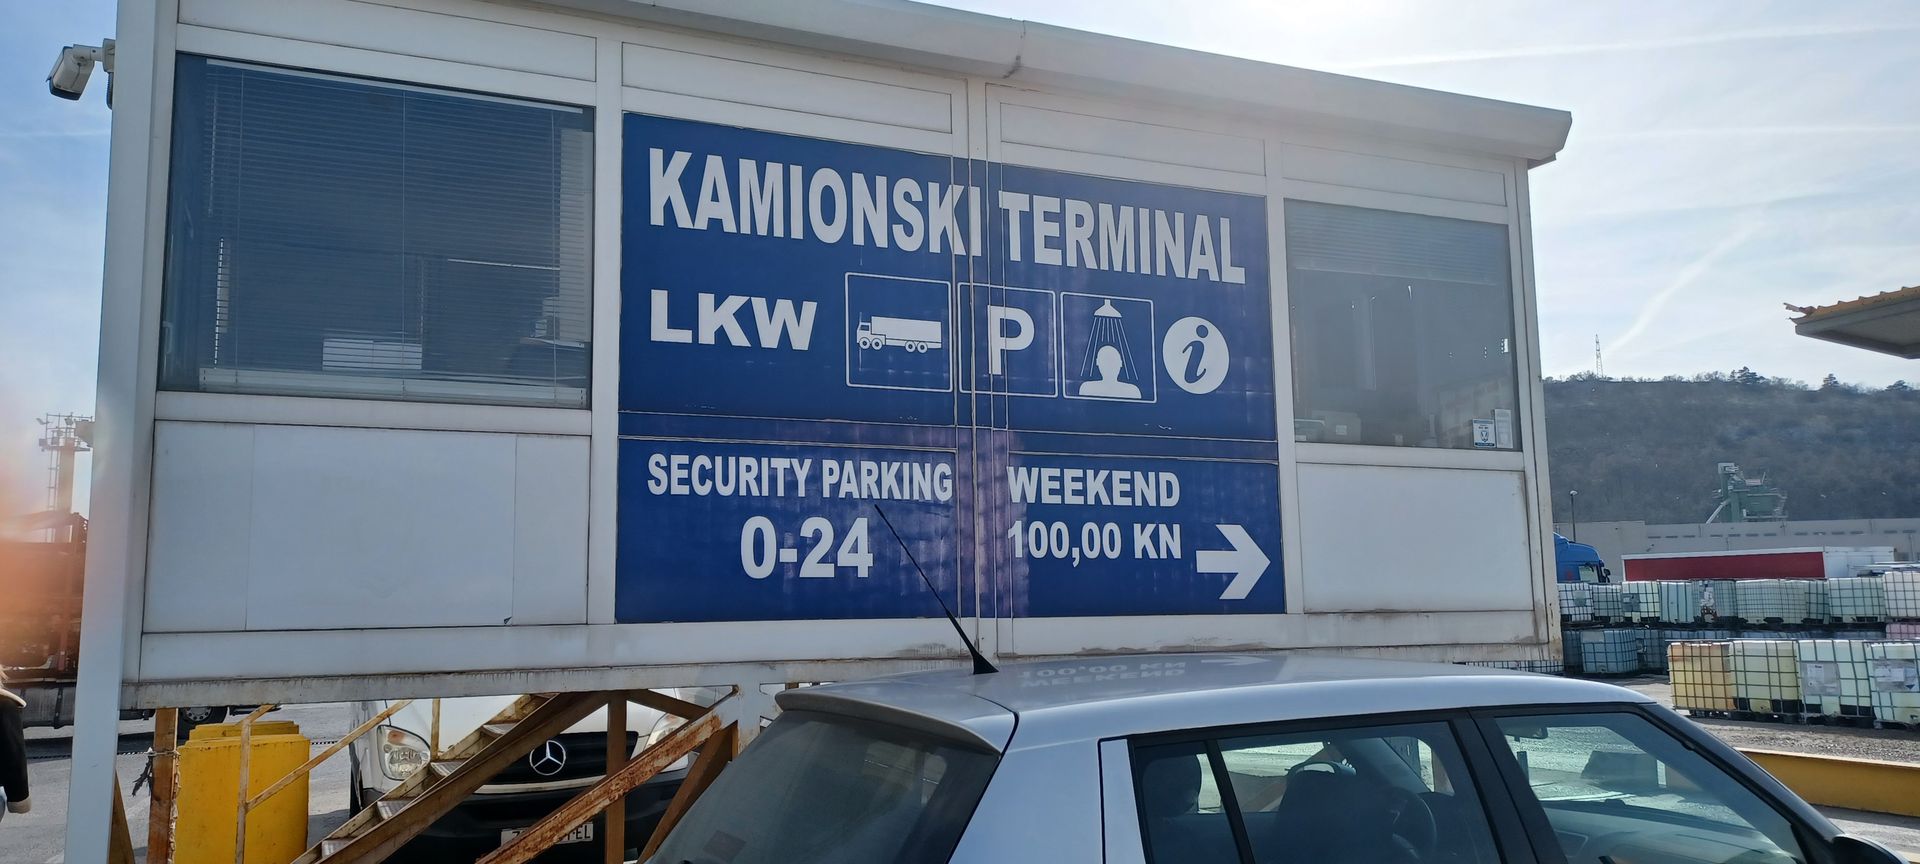 KAMIONSKI TERMINAL
LKW
P
i
SECURITY PARKING
0-24
WEEKEND
100,00 KN